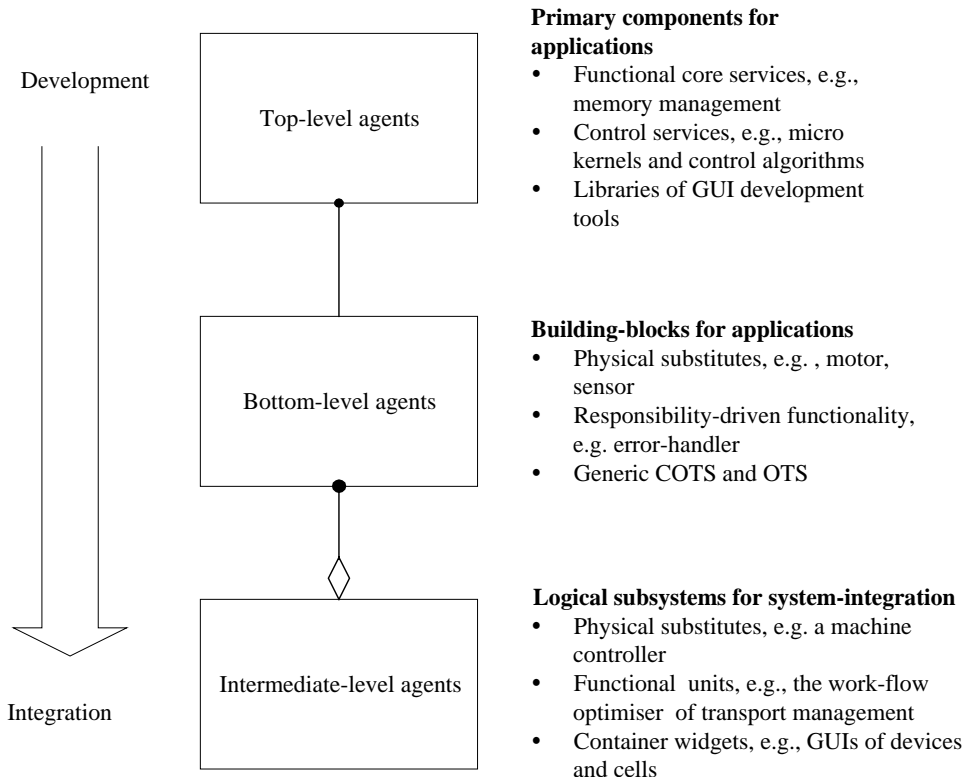 Development
Top-level agents
Primary components for
applications
• Functional core services, e.g.,
memory management
• Control services, e.g., micro
kernels and control algorithms
• Libraries of GUI development
tools
Bottom-level agents
Building-blocks for applications
• Physical substitutes, e.g. , motor,
sensor
• Responsibility-driven functionality,
e.g. error-handler
• Generic COTS and OTS
Integration
Intermediate-level agents
Logical subsystems for system-integration
• Physical substitutes, e.g. a machine
controller
• Functional units, e.g., the work-flow
optimiser of transport management
• Container widgets, e.g., GUIs of devices
and cells